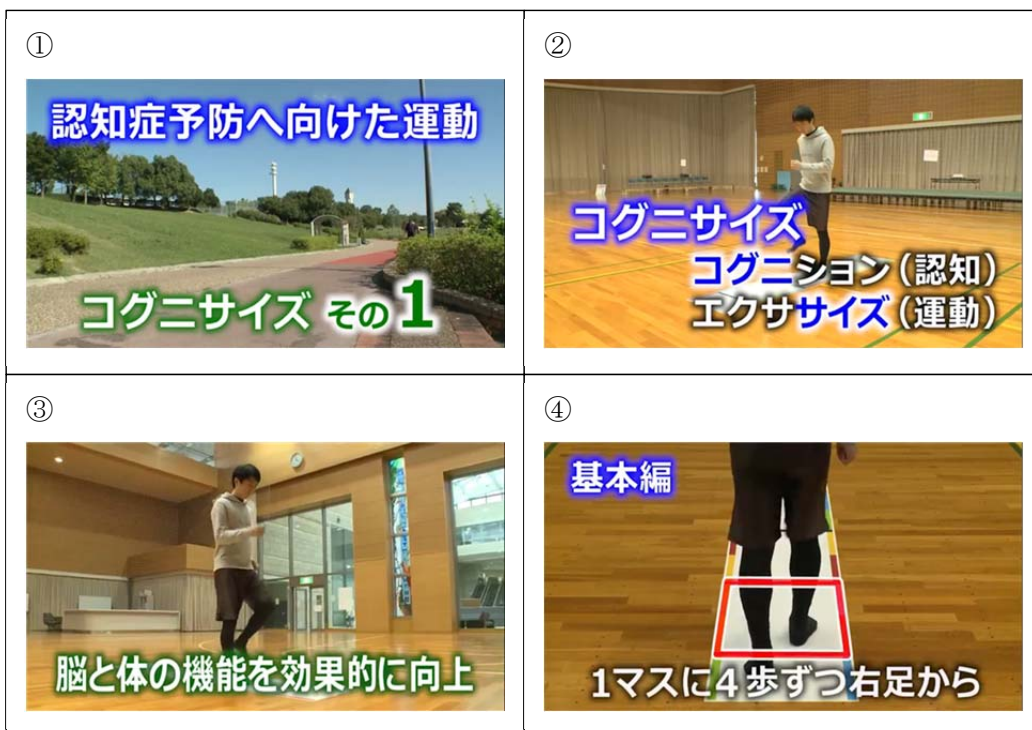 ①
認知症予防へ向けた運動
コグニサイズ その1
②
コグニサイズ
コグニション(認知)
エクササイズ(運動)
③
脳と体の機能を効果的に向上
④
基本編
1マスに4歩ずつ右足から